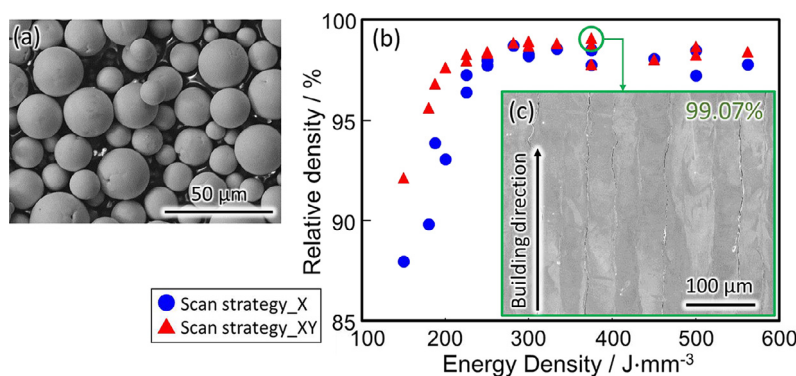 (a)
50 μm
Scan strategy_X
Scan strategy_XY
(b)
Relative density / %
100
95
90
85
(c)
99.07%
Building direction
100 μm
100 200 300 400 500 600
Energy Density / J·mm-3